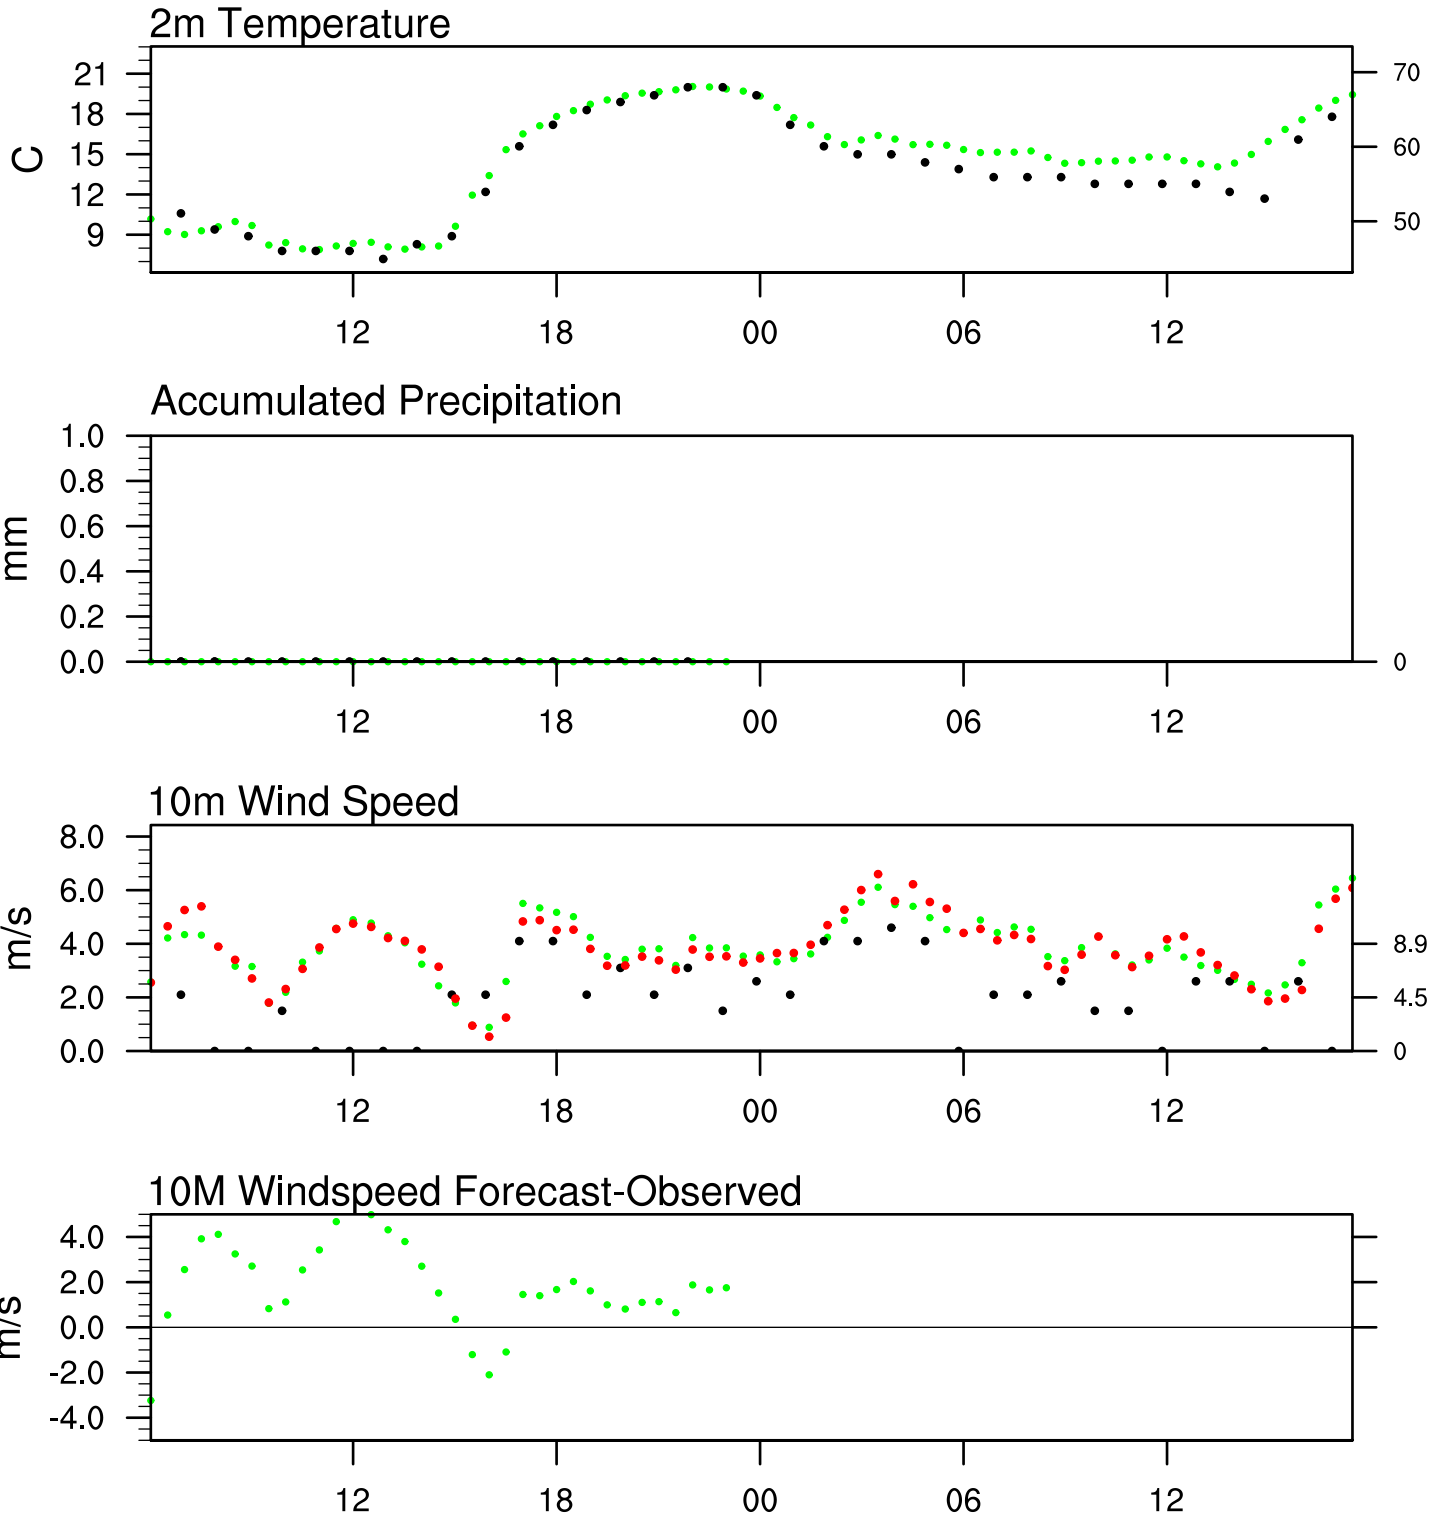 2m Temperature
21 70
18
C 15 60
12
9 50
12 18 00 06 12
Accumulated Precipitation
1.0
0.8
mm 0.6
0.4
0.2
0.0 0
12 18 00 06 12
10m Wind Speed
8.0
6.0
m/s 4.0 8.9
2.0 4.5
0.0 0
12 18 00 06 12
10M Windspeed Forecast-Observed
4.0
2.0
m/s 0.0
-2.0
-4.0
12 18 00 06 12